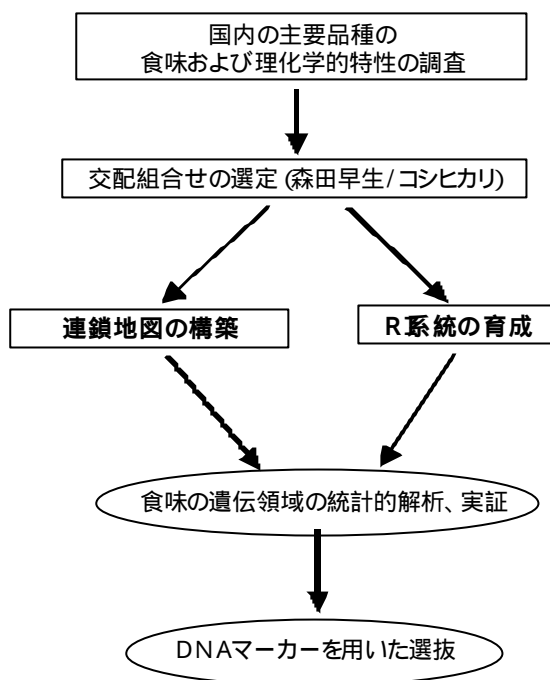 国内の主要品種の
食味および理化学的特性の調査
交配組合せの選定(森田早生/コシヒカリ)
連鎖地図の構築
RI系統の育成
食味の遺伝領域の統計的解析、実証
DNAマーカーを用いた選抜